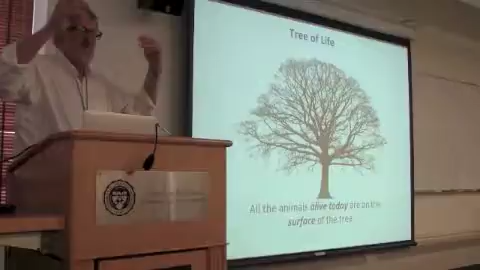 Tree of Life
All the animals alive today are on the
surface of the tree